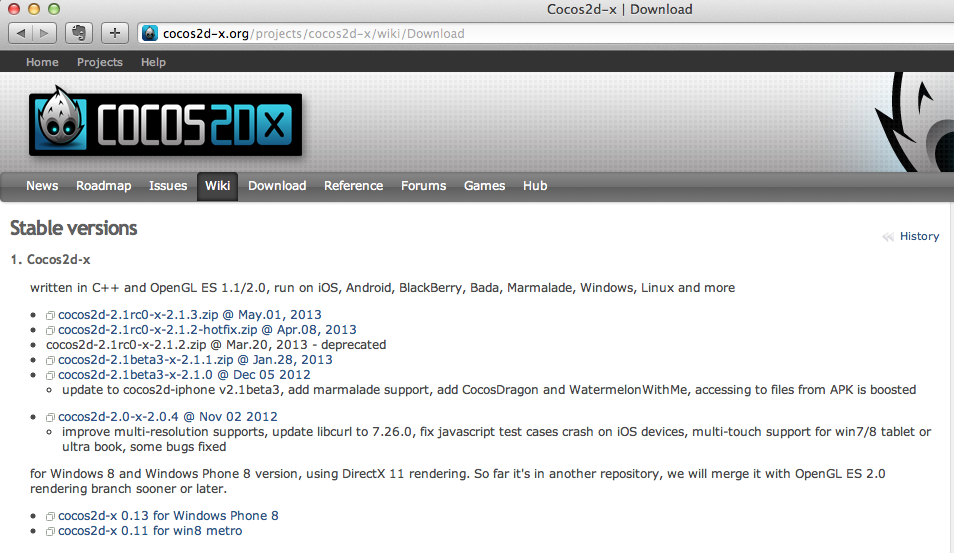 Cocos2d-x | Download
cocos2d-x.org/projects/cocos2d-x/wiki/Download
Home Projects Help
COCOS2DX
News Roadmap Issues Wiki Download Reference Forums Games Hub
Stable versions
History
1. Cocos2d-x
written in C++ and OpenGL ES 1.1/2.0, run on iOS, Android, BlackBerry, Bada, Marmalade, Windows, Linux and more
cocos2d-2.1rc0-x-2.1.3.zip @ May.01, 2013
cocos2d-2.1rc0-x-2.1.2-hotfix.zip @ Apr.08, 2013
cocos2d-2.1rc0-x-2.1.2.zip @ Mar.20, 2013 - deprecated
cocos2d-2.1beta3-x-2.1.1.zip @ Jan.28, 2013
cocos2d-2.1beta3-x-2.1.0 @ Dec 05 2012
update to cocos2d-iphone v2.1beta3, add marmalade support, add CocosDragon and WatermelonWithMe, accessing to files from APK is boosted
cocos2d-2.0-x-2.0.4 @ Nov 02 2012
improve multi-resolution supports, update libcurl to 7.26.0, fix javascript test cases crash on iOS devices, multi-touch support for win7/8 tablet or
ultra book, some bugs fixed
for Windows 8 and Windows Phone 8 version, using DirectX 11 rendering. So far it's in another repository, we will merge it with OpenGL ES 2.0
rendering branch sooner or later.
cocos2d-x 0.13 for Windows Phone 8
cocos2d-x 0.11 for win8 metro